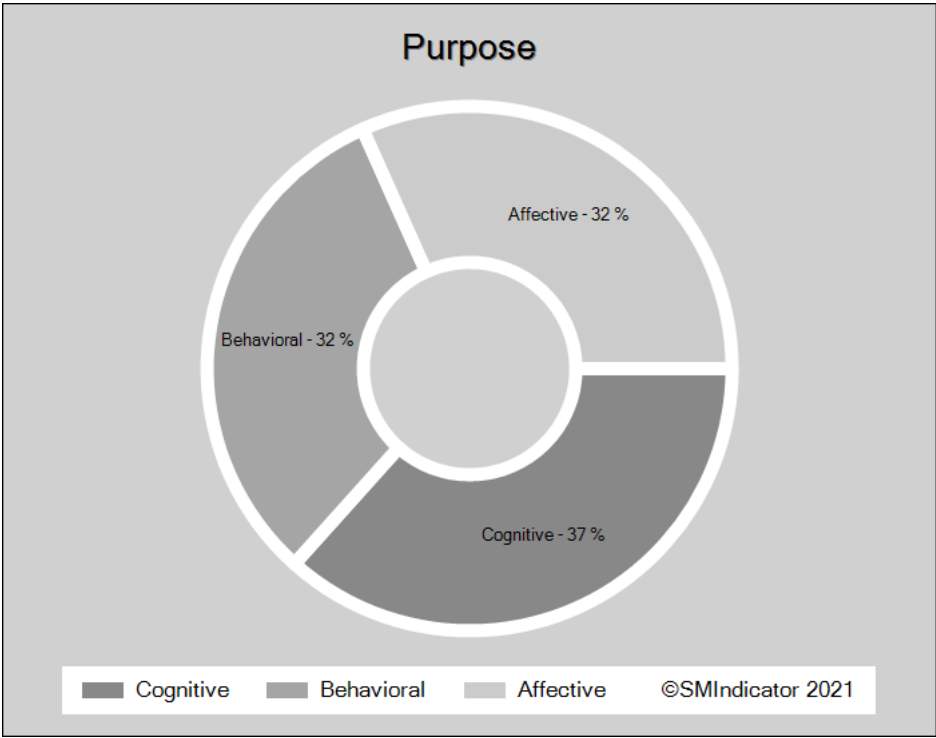 Purpose
Affective - 32 %
Behavioral - 32 %
Cognitive - 37 %
Cognitive Behavioral Affective ©SMIndicator 2021